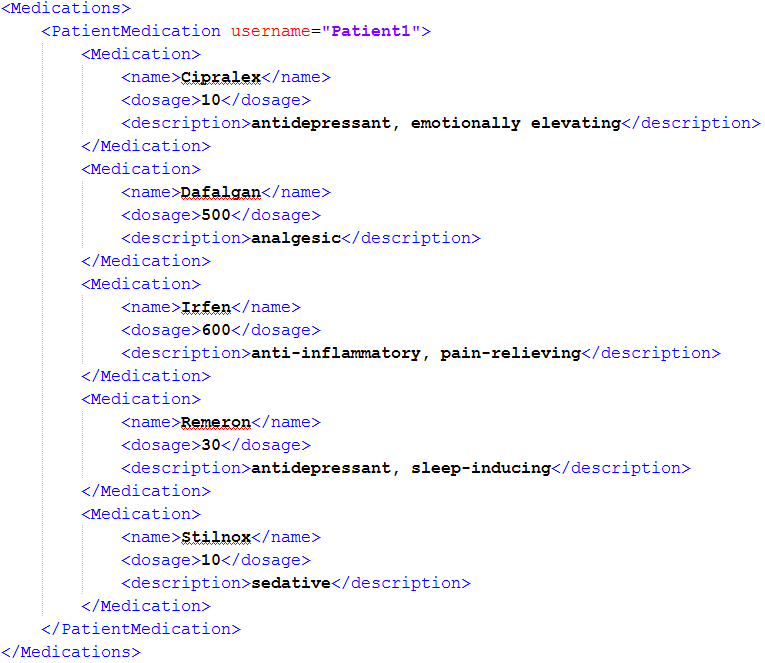 <Medications>
<PatientMedication username="Patient1">
<Medication>
<name>Cipralex</name>
<dosage>10</dosage>
<description>antidepressant, emotionally elevating</description>
</Medication>
<Medication>
<name>Dafalgan</name>
<dosage>500</dosage>
<description>analgesic</description>
</Medication>
<Medication>
<name>Irfen</name>
<dosage>600</dosage>
<description>anti-inflammatory, pain-relieving</description>
</Medication>
<Medication>
<name>Remeron</name>
<dosage>30</dosage>
<description>antidepressant, sleep-inducing</description>
</Medication>
<Medication>
<name>Stilnox</name>
<dosage>10</dosage>
<description>sedative</description>
</Medication>
</PatientMedication>
</Medications>